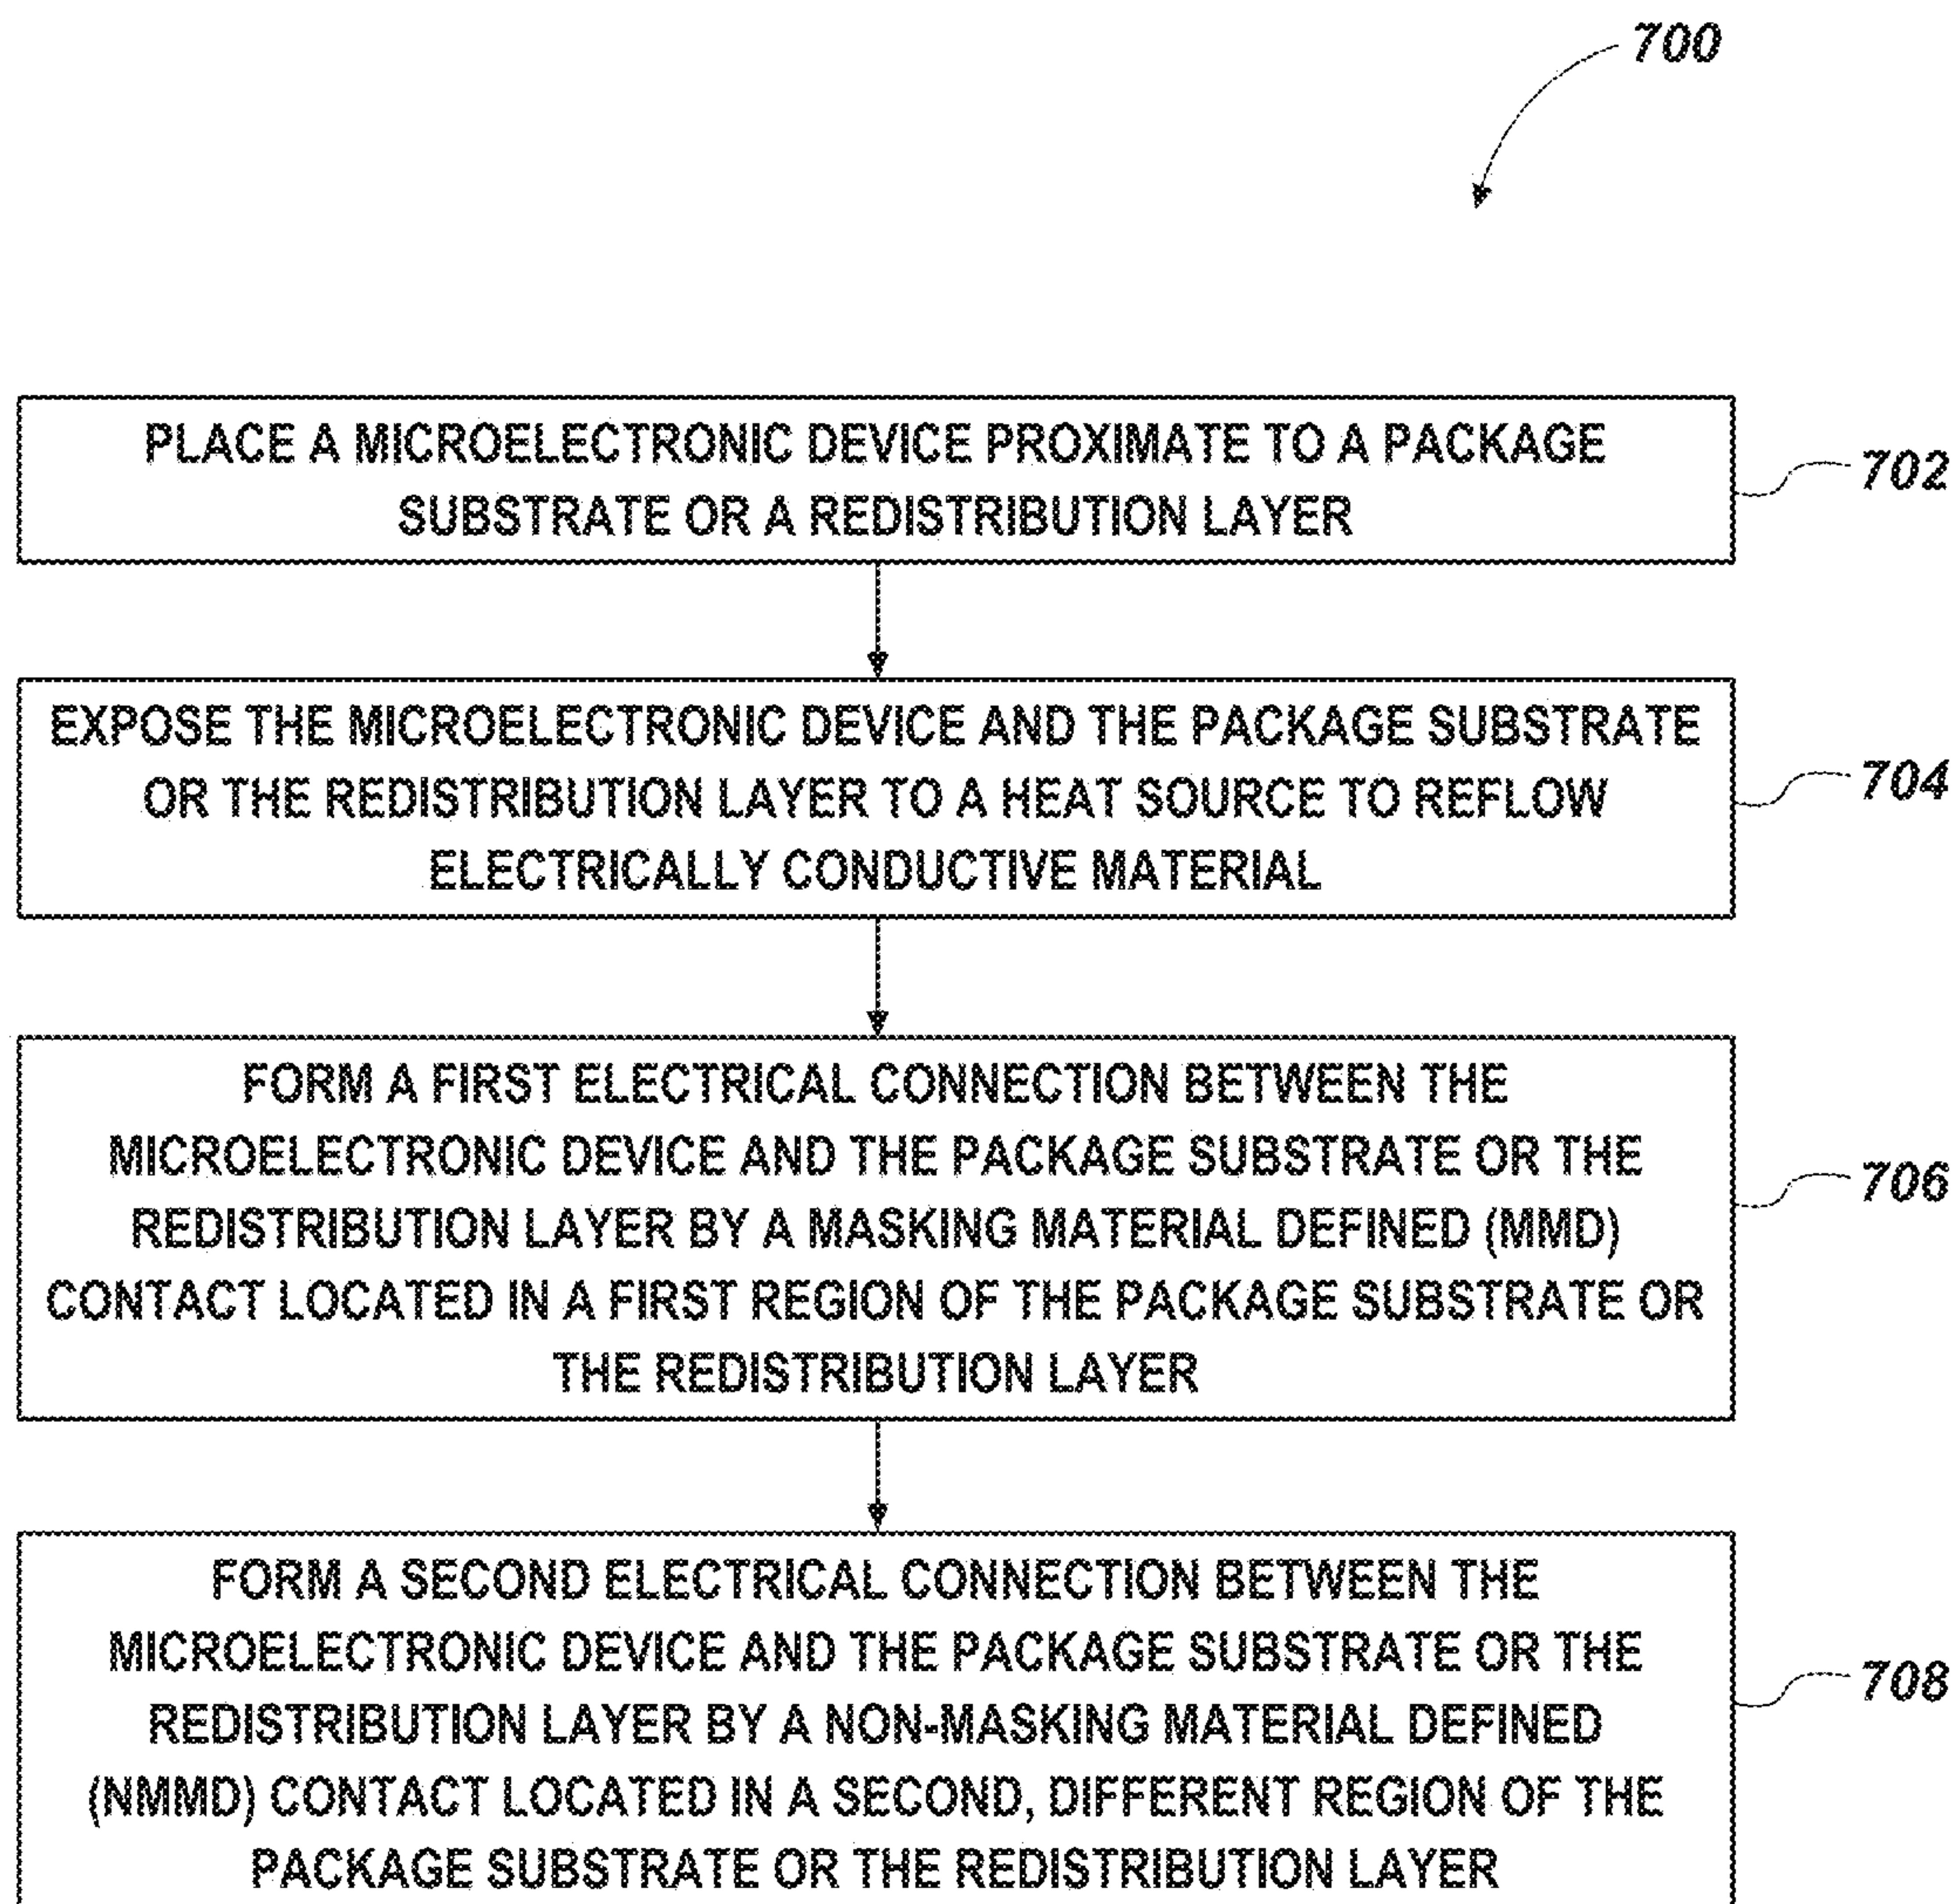 700
PLACE A MICROELECTRONIC DEVICE PROXIMATE TO A PACKAGE
SUBSTRATE OR A REDISTRIBUTION LAYER
702
EXPOSE THE MICROELECTRONIC DEVICE AND THE PACKAGE SUBSTRATE
OR THE REDISTRIBUTION LAYER TO A HEAT SOURCE TO REFLOW
ELECTRICALLY CONDUCTIVE MATERIAL
704
FORM A FIRST ELECTRICAL CONNECTION BETWEEN THE
MICROELECTRONIC DEVICE AND THE PACKAGE SUBSTRATE OR THE
REDISTRIBUTION LAYER BY A MASKING MATERIAL DEFINED (MMD)
CONTACT LOCATED IN A FIRST REGION OF THE PACKAGE SUBSTRATE OR
THE REDISTRIBUTION LAYER
706
FORM A SECOND ELECTRICAL CONNECTION BETWEEN THE
MICROELECTRONIC DEVICE AND THE PACKAGE SUBSTRATE OR THE
REDISTRIBUTION LAYER BY A NON-MASKING MATERIAL DEFINED
(NMMD) CONTACT LOCATED IN A SECOND, DIFFERENT REGION OF THE
PACKAGE SUBSTRATE OR THE REDISTRIBUTION LAYER
708